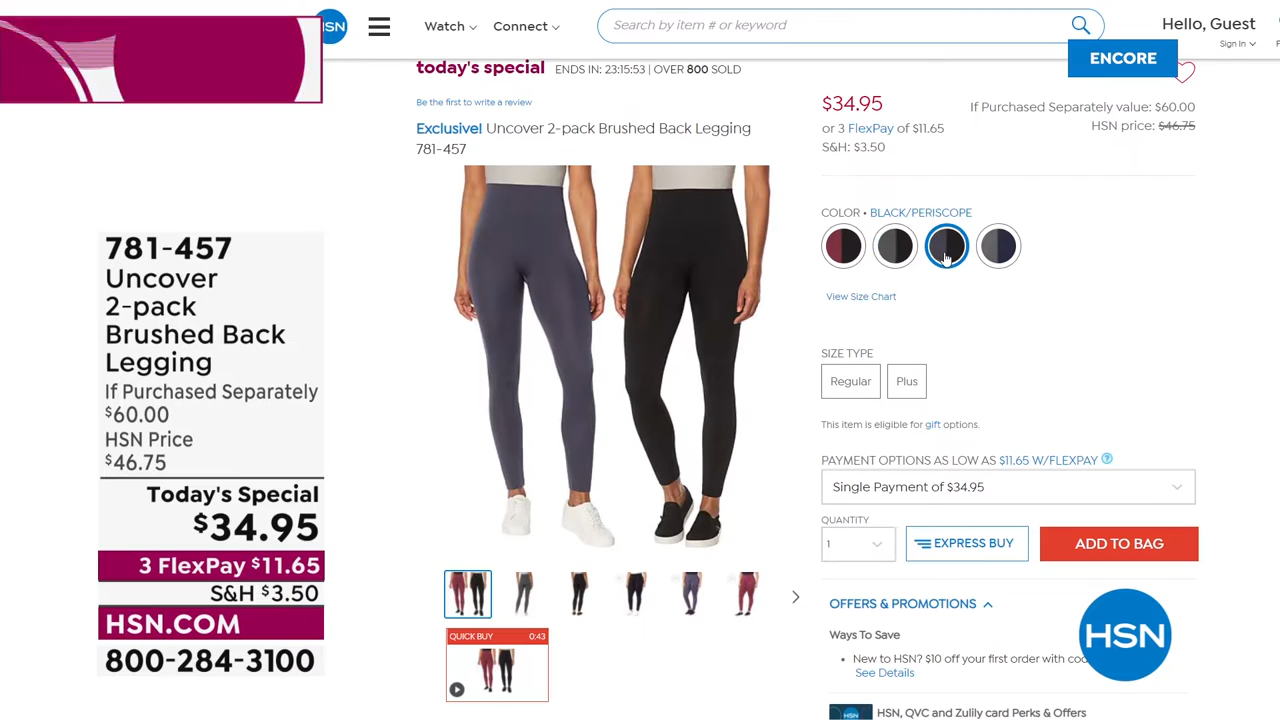 HSN
Watch
Connect
Search by item # or keyword
Hello, Guest
Sign In
ENCORE
today's special ENDS IN: 23:15:53 | OVER 800 SOLD
Be the first to write a review
Exclusive! Uncover 2-pack Brushed Back Legging
781-457
$34.95
or 3 FlexPay of $11.65
S&H: $3.50
If Purchased Separately value: $60.00
HSN price: $46.75
COLOR • BLACK/PERISCOPE
View Size Chart
SIZE TYPE
Regular
Plus
This item is eligible for gift options.
PAYMENT OPTIONS AS LOW AS $11.65 W/FLEXPAY ?
Single Payment of $34.95
QUANTITY
1
EXPRESS BUY
ADD TO BAG
OFFERS & PROMOTIONS
Ways To Save
• New to HSN? $10 off your first order with
See Details
HSN, QVC and Zulily card Perks & Offers
HSN
QUICK BUY 0:43
781-457
Uncover
2-pack
Brushed Back
Legging
If Purchased Separately
$60.00
HSN Price
$46.75
Today's Special
$34.95
3 FlexPay $11.65
S&H $3.50
HSN.COM
800-284-3100